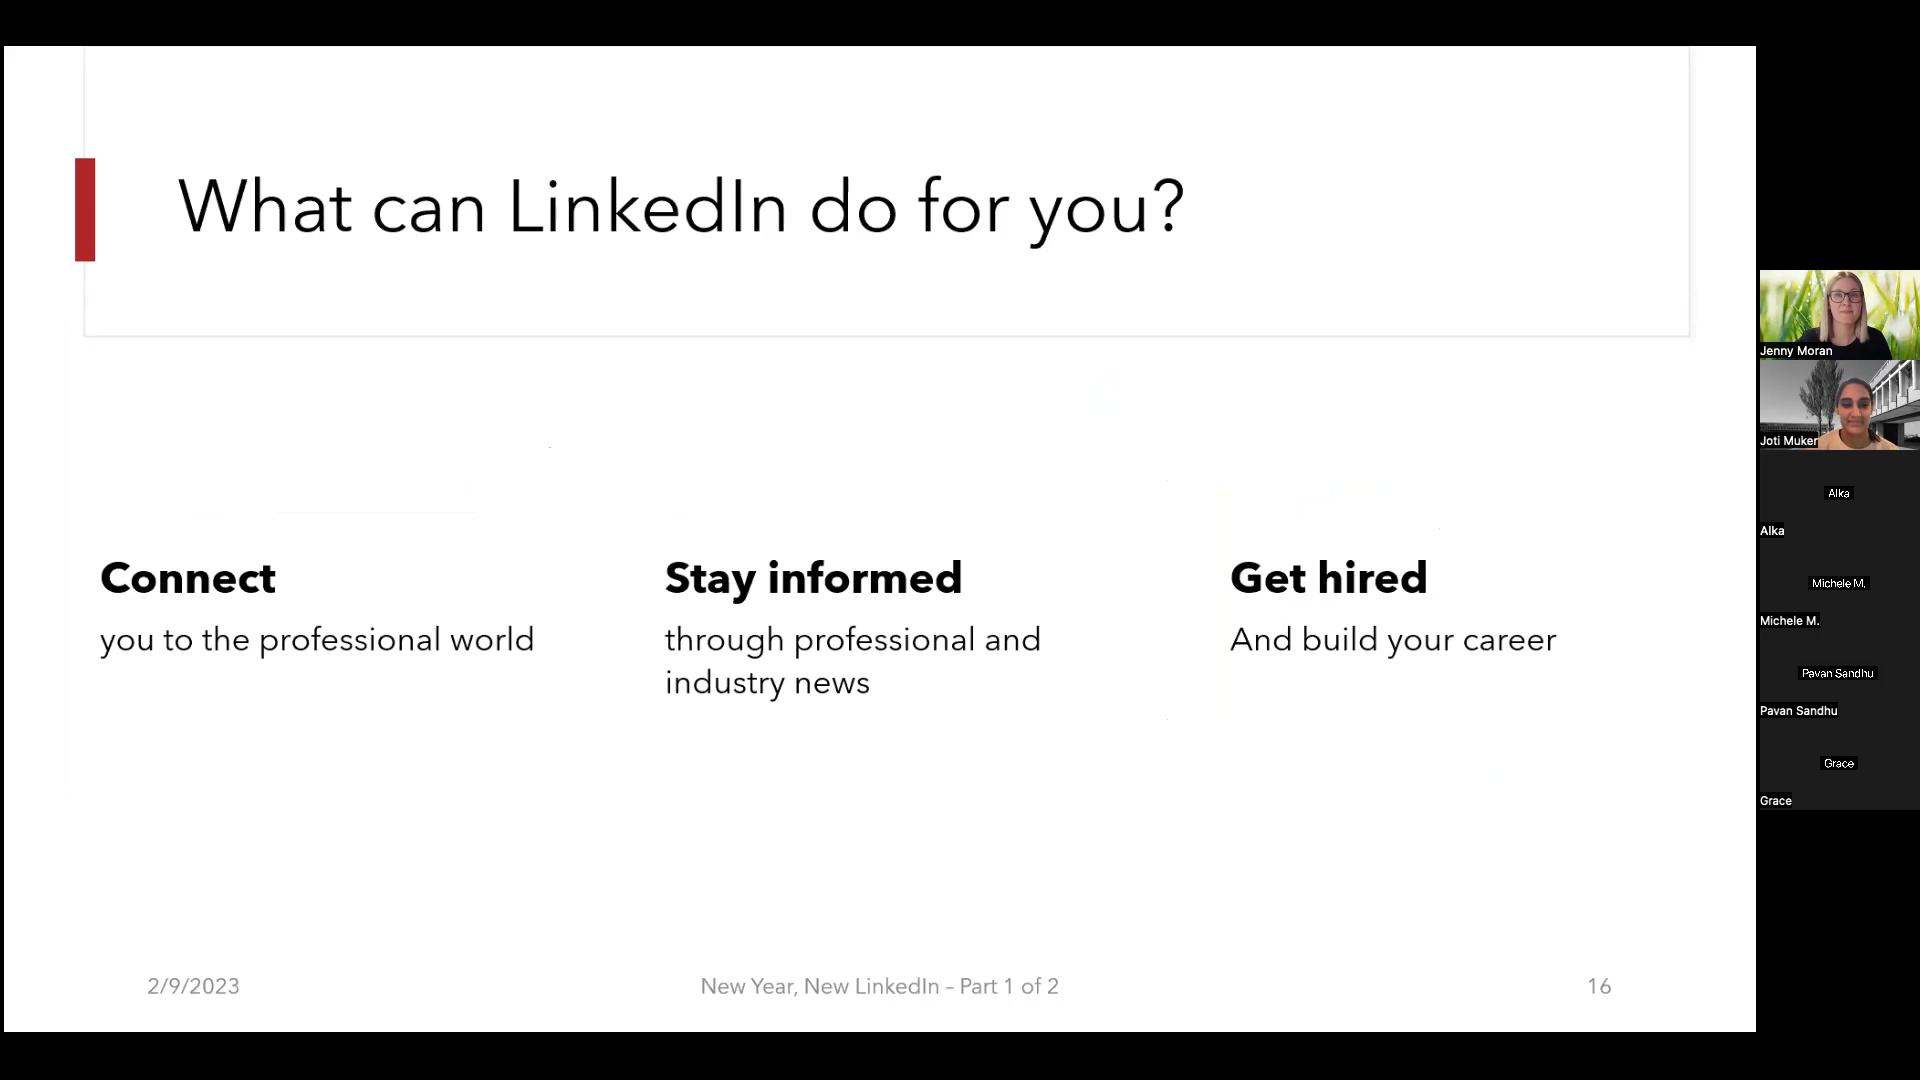 What can LinkedIn do for you?
Connect
you to the professional world
Stay informed
through professional and
industry news
Get hired
And build your career
2/9/2023
New Year, New LinkedIn – Part 1 of 2
16
Jenny Moran
Joti Muker
Alka
Alka
Michele M.
Michele M.
Pavan Sandhu
Pavan Sandhu
Grace
Grace